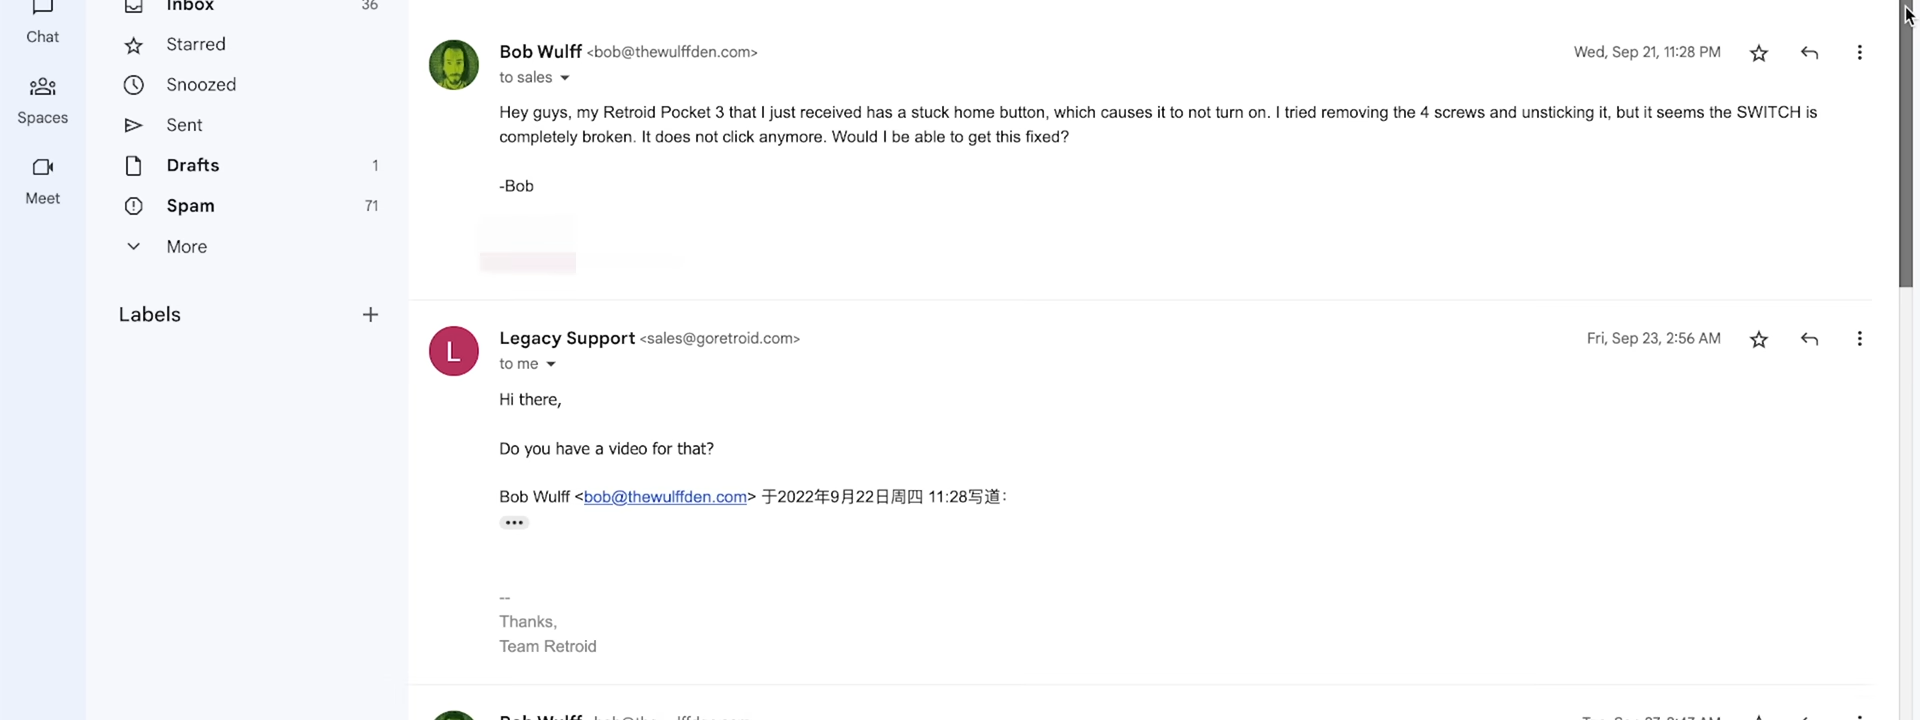 Chat
Spaces
Meet
Inbox 36
Starred
Snoozed
Sent
Drafts 1
Spam 71
More
Labels
Bob Wulff <bob@thewulffden.com> Wed, Sep 21, 11:28 PM
to sales
Hey guys, my Retroid Pocket 3 that I just received has a stuck home button, which causes it to not turn on. I tried removing the 4 screws and unsticking it, but it seems the SWITCH is
completely broken. It does not click anymore. Would I be able to get this fixed?
-Bob
L
Legacy Support <sales@goretroid.com> Fri, Sep 23, 2:56 AM
to me
Hi there,
Do you have a video for that?
Bob Wulff <bob@thewulffden.com> 于2022年9月22日周四 11:28写道：
--
Thanks,
Team Retroid
Bob Wulff